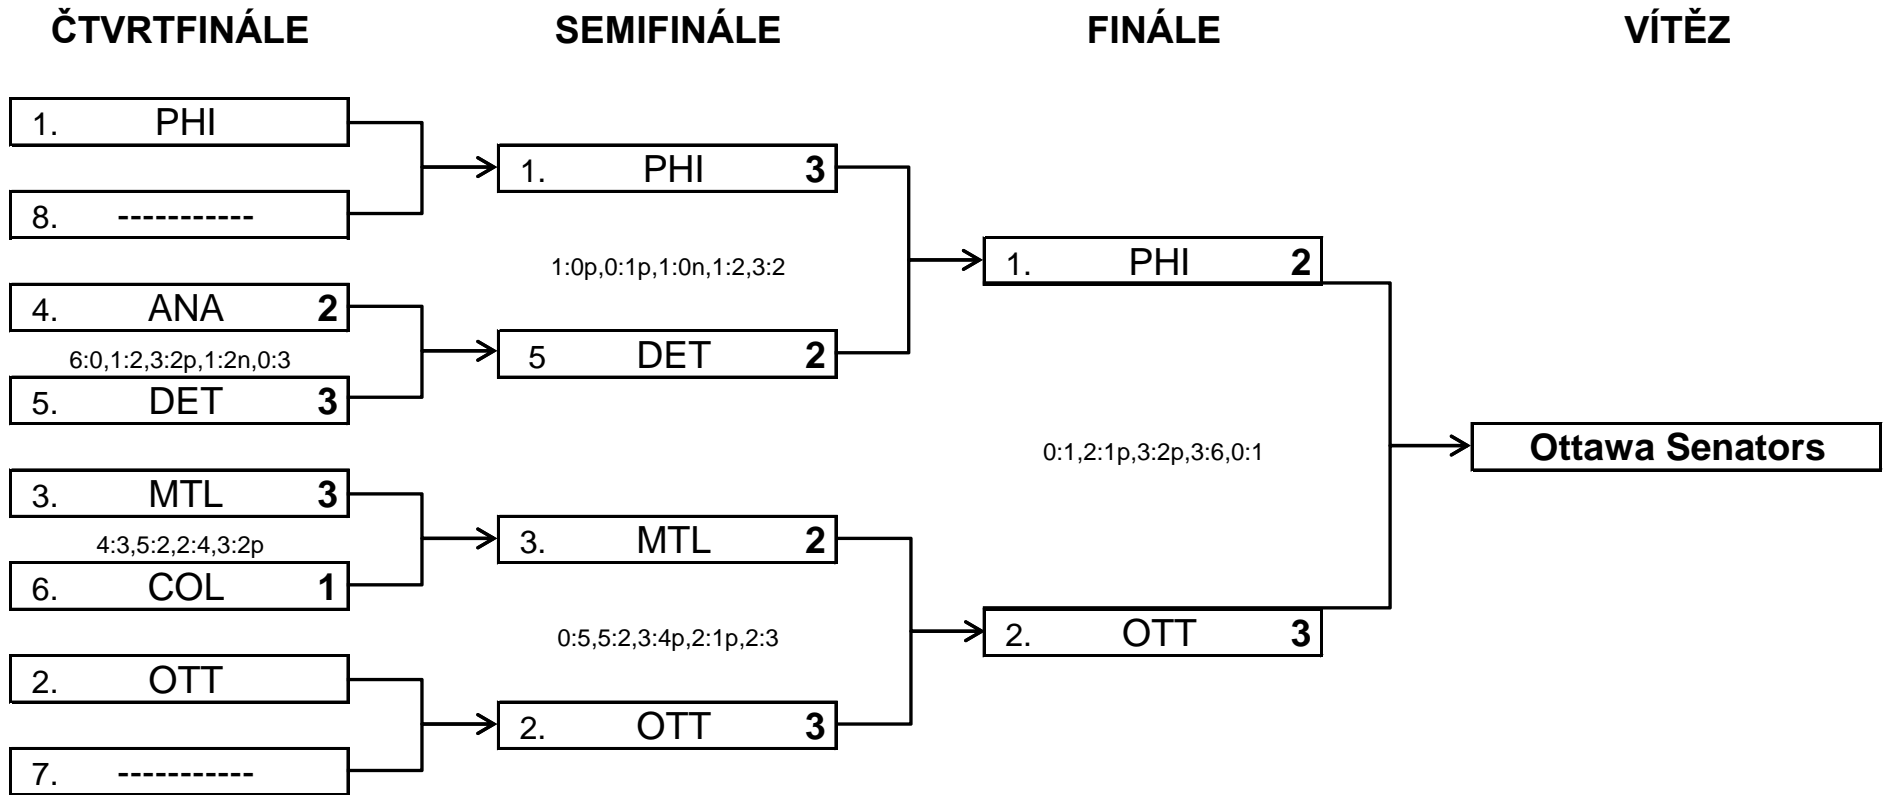 ČTVRTFINÁLE SEMIFINÁLE FINÁLE VÍTĚZ
1. PHI
8. -----------
4. ANA 2
6:0,1:2,3:2p,1:2n,0:3
5. DET 3
3. MTL 3
4:3,5:2,2:4,3:2p
6. COL 1
2. OTT
7. -----------
1. PHI 3
1:0p,0:1p,1:0n,1:2,3:2
5 DET 2
3. MTL 2
0:5,5:2,3:4p,2:1p,2:3
2. OTT 3
1. PHI 2
0:1,2:1p,3:2p,3:6,0:1
2. OTT 3
Ottawa Senators